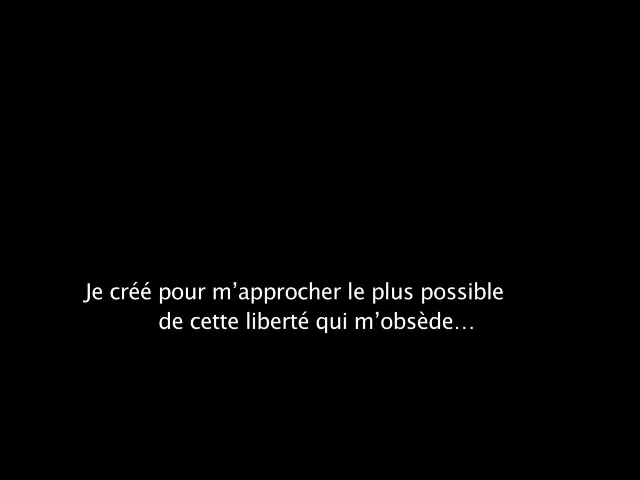 Je créé pour m’approcher le plus possible
de cette liberté qui m’obsède…